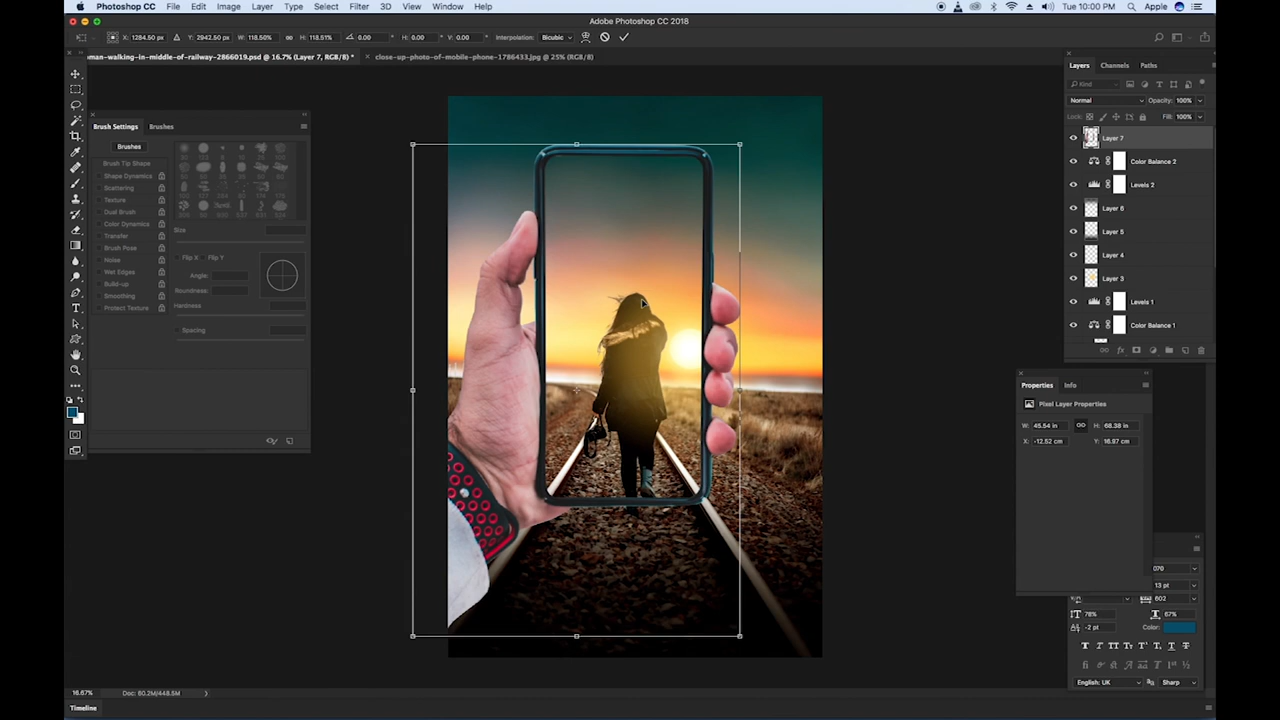 Photoshop CC File Edit Image Layer Type Select Filter 3D View Window Help Tue 10:00 PM Apple
Adobe Photoshop CC 2018
X: 1284.50 px Y: 2942.50 px W: 118.50% H: 118.51% 0.00 ° H: 0.00 ° V: 0.00 ° Interpolation: Bicubic
man-walking-in-middle-of-railway-2866019.psd @ 16.7% (Layer 7, RGB/8) * close-up-photo-of-mobile-phone-1786433.jpg @ 25% (RGB/8)
Brush Settings Brushes
Brushes
Brush Tip Shape
Shape Dynamics
Scattering
Texture
Dual Brush
Color Dynamics
Transfer
Brush Pose
Noise
Wet Edges
Build-up
Smoothing
Protect Texture
Size
Flip X Flip Y
Angle:
Roundness:
Hardness
Spacing
Layers Channels Paths
Kind
Normal Opacity: 100%
Lock: Fill: 100%
Layer 7
Color Balance 2
Levels 2
Layer 6
Layer 5
Layer 4
Layer 3
Levels 1
Color Balance 1
Properties Info
Pixel Layer Properties
W: 45.54 in H: 68.38 in
X: -12.52 cm Y: 16.97 cm
070
13 pt
602
78% 67%
-2 pt Color:
English: UK Sharp
16.67% Doc: 80.2M/448.5M
Timeline